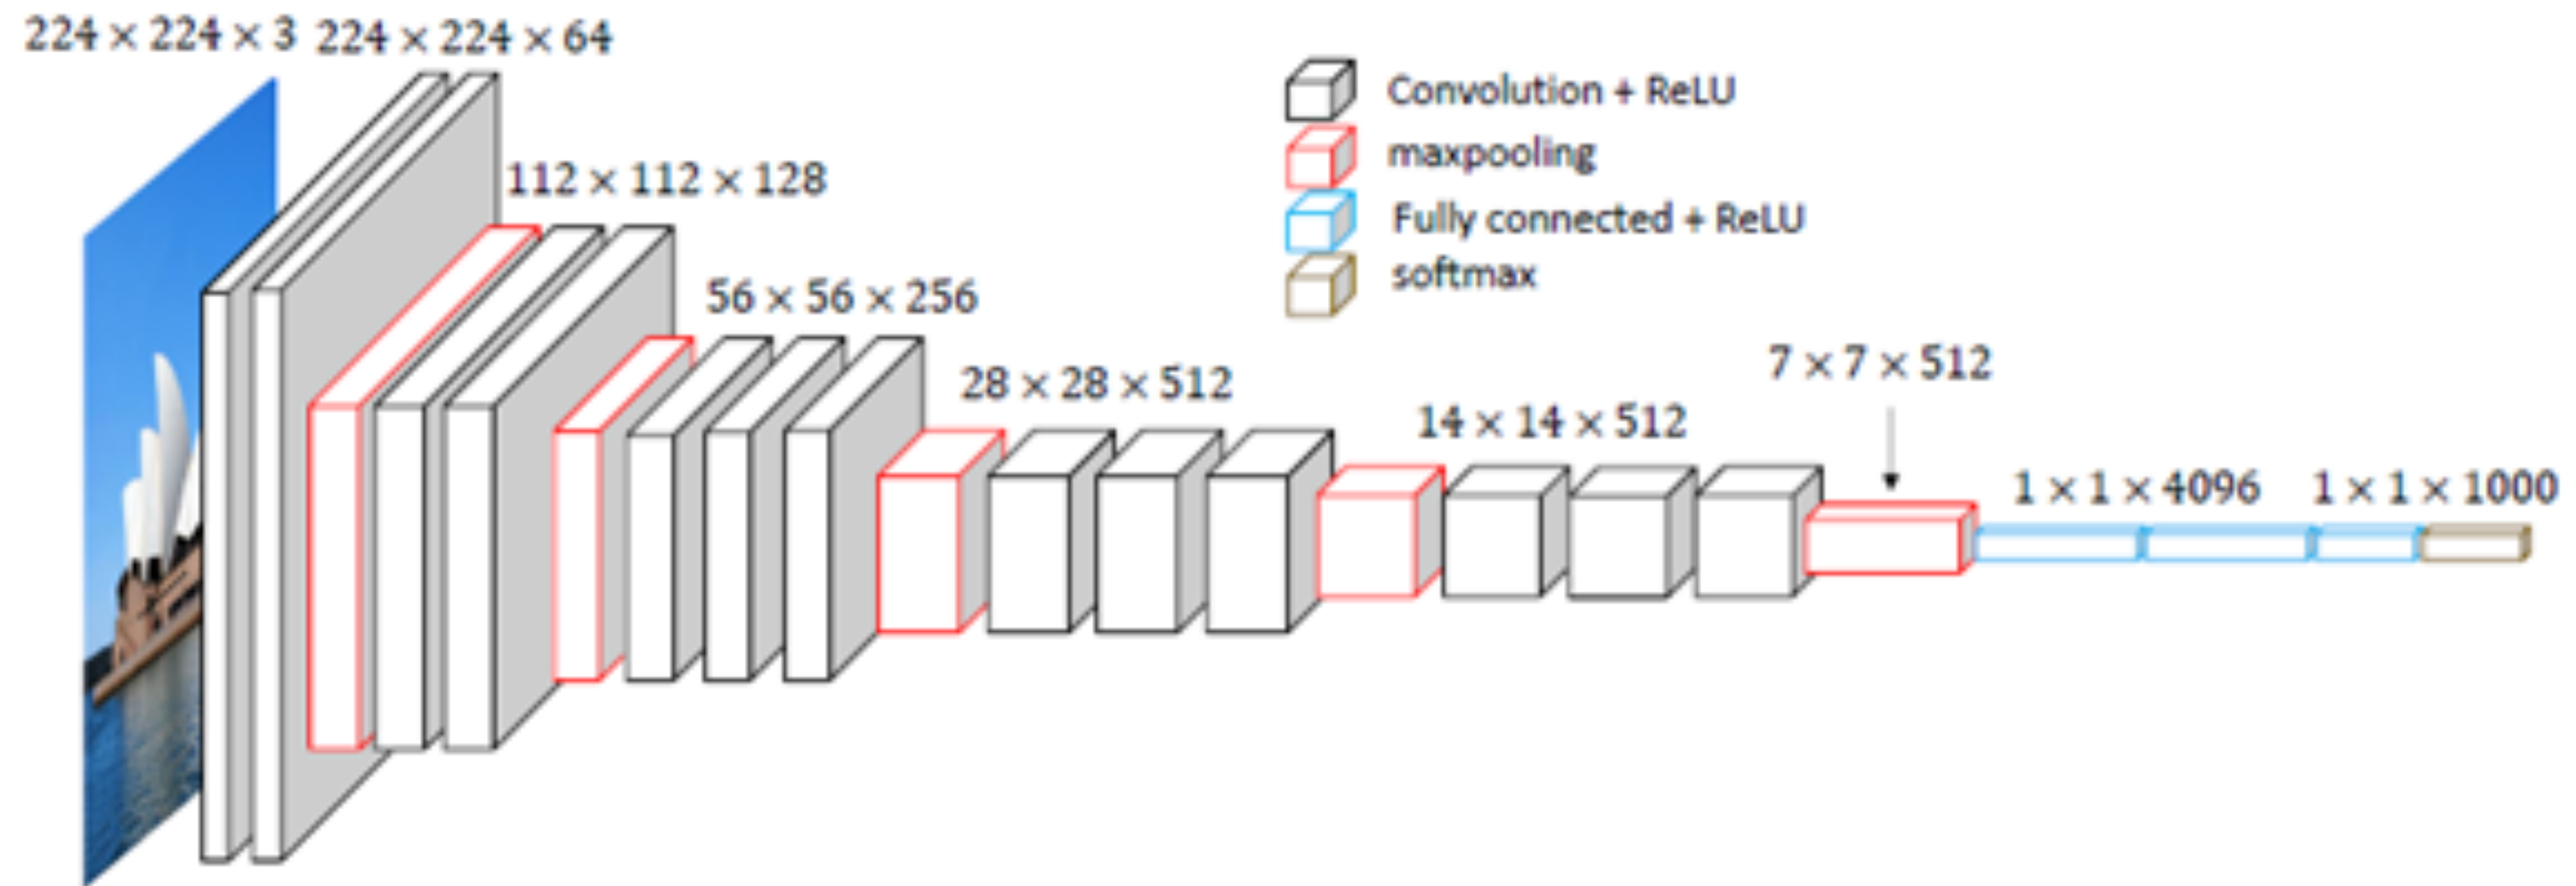 224 × 224 × 3
224 × 224 × 64
112 × 112 × 128
56 × 56 × 256
28 × 28 × 512
14 × 14 × 512
7 × 7 × 512
1 × 1 × 4096
1 × 1 × 1000
Convolution + ReLU
maxpooling
Fully connected + ReLU
softmax